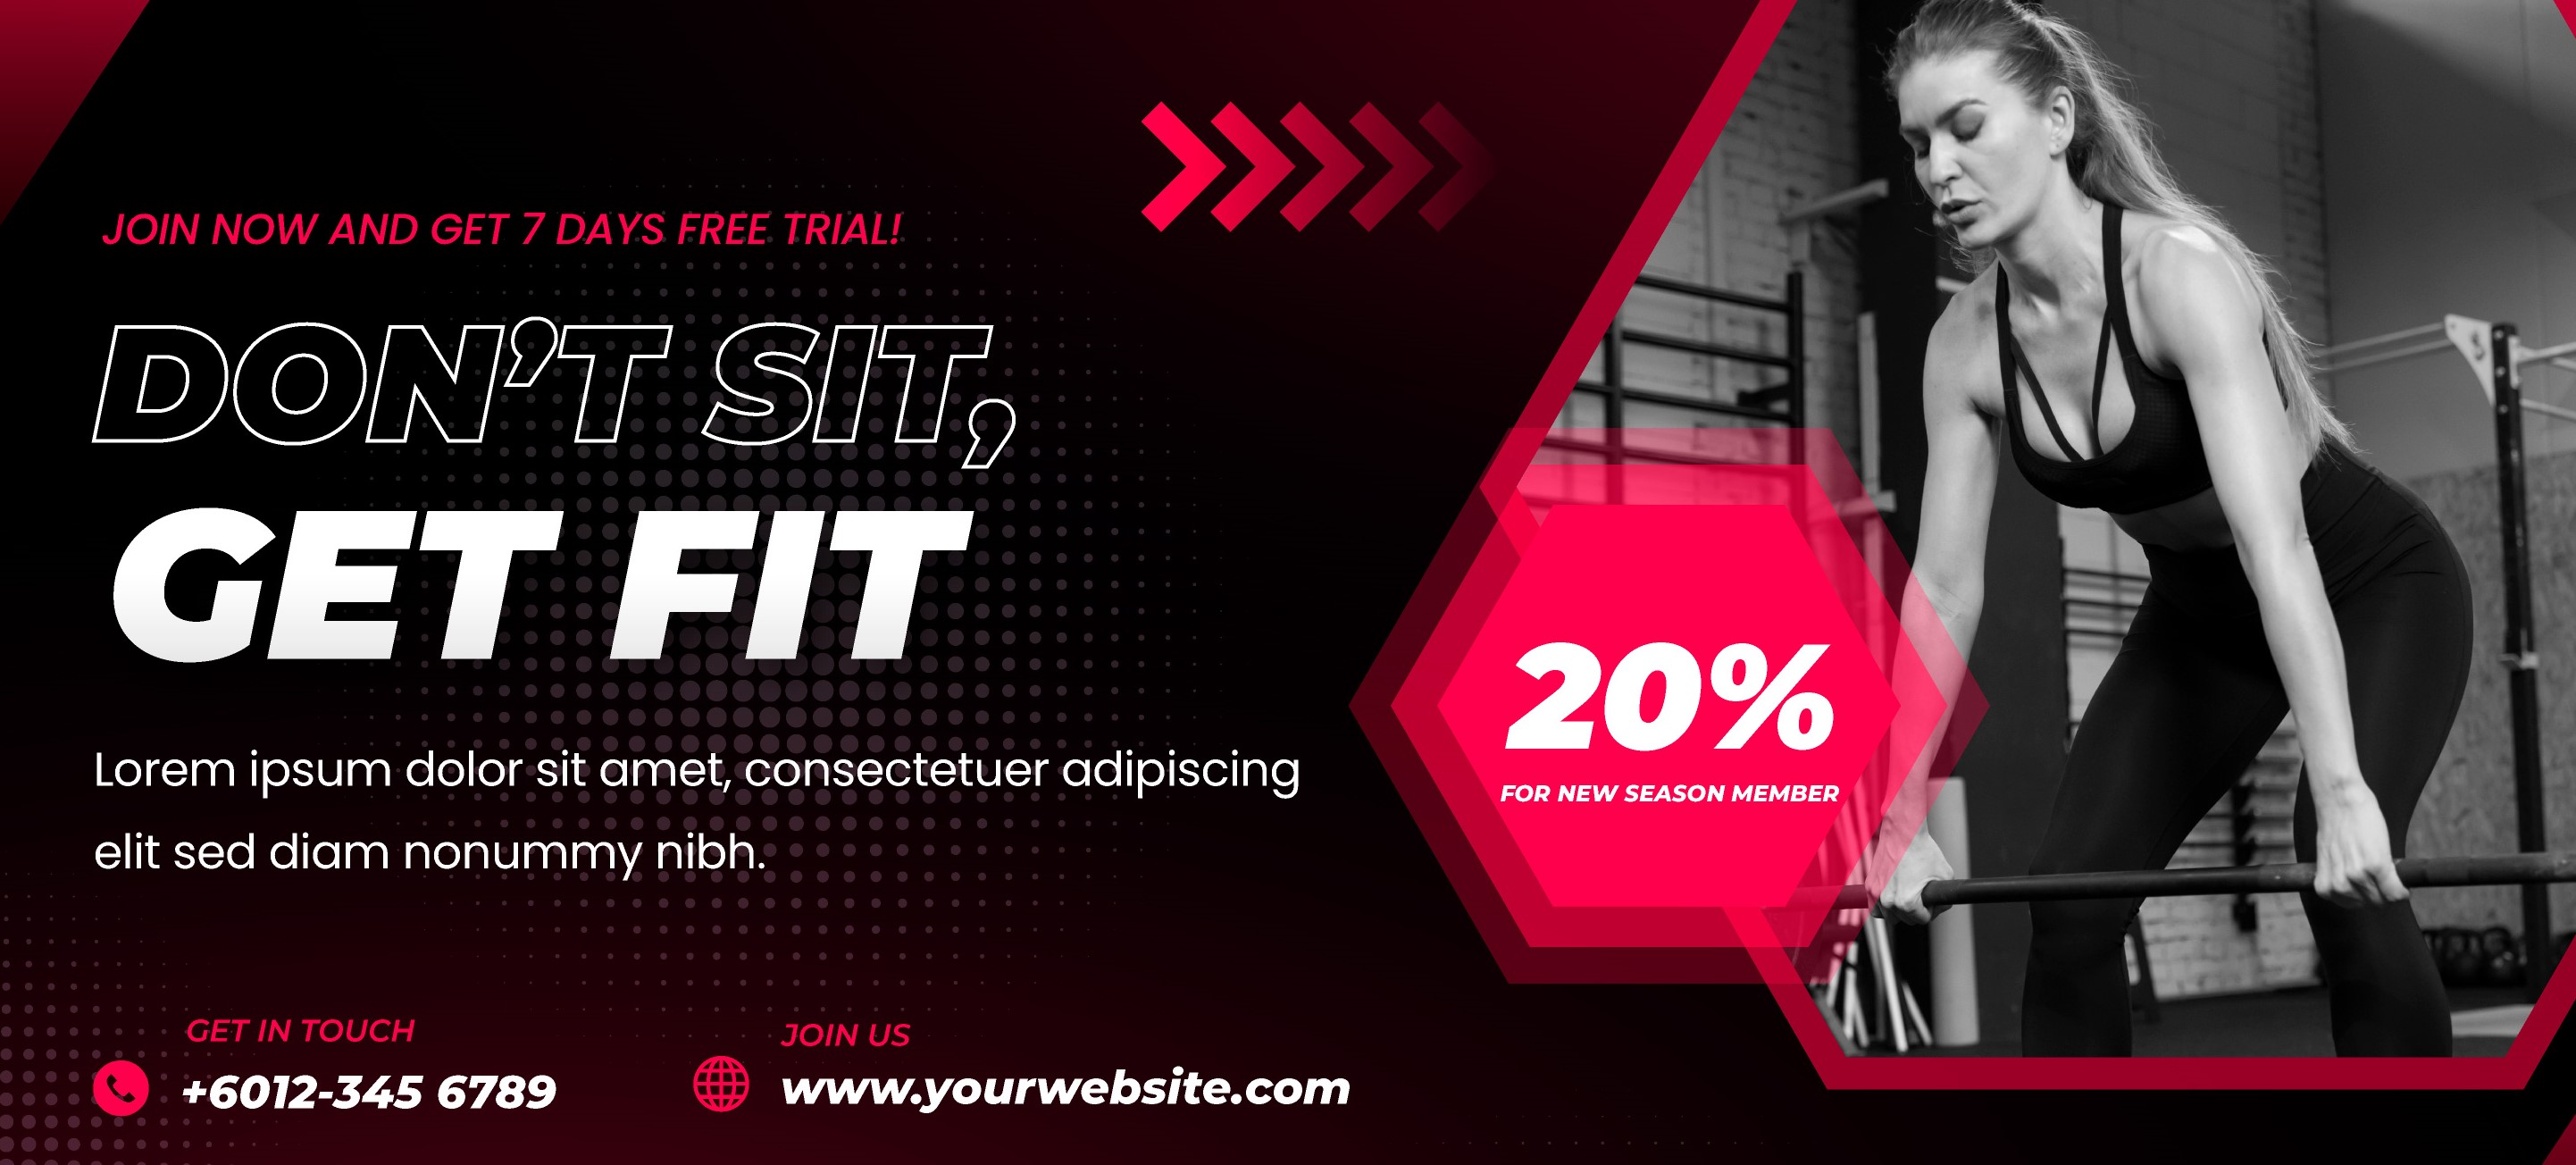 JOIN NOW AND GET 7 DAYS FREE TRIAL!
DON'T SIT,
GET FIT
Lorem ipsum dolor sit amet, consectetuer adipiscing
elit sed diam nonummy nibh.
20%
FOR NEW SEASON MEMBER
GET IN TOUCH
+6012-345 6789
JOIN US
www.yourwebsite.com